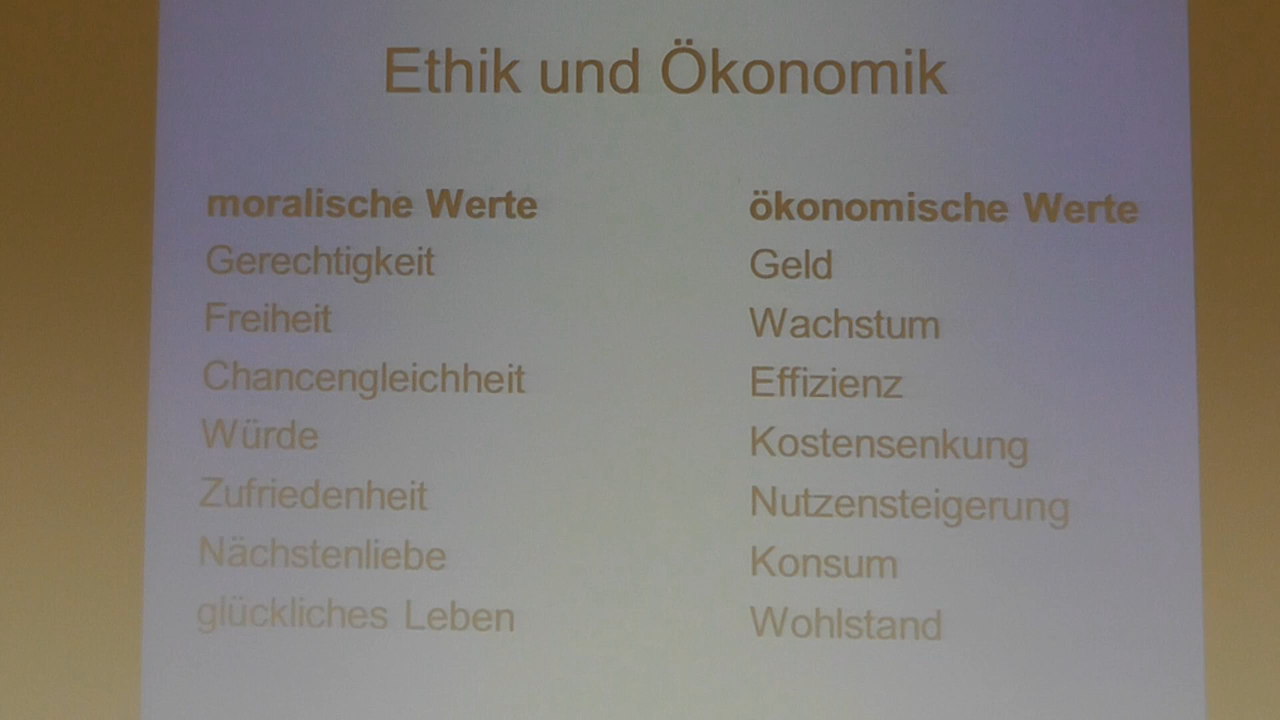 Ethik und Ökonomik
moralische Werte
Gerechtigkeit
Freiheit
Chancengleichheit
Würde
Zufriedenheit
Nächstenliebe
glückliches Leben
ökonomische Werte
Geld
Wachstum
Effizienz
Kostensenkung
Nutzensteigerung
Konsum
Wohlstand